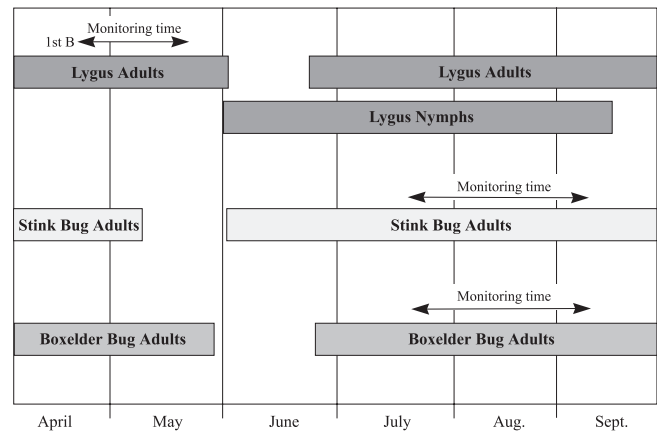 Monitoring time
1st B
Lygus Adults
Lygus Adults
Lygus Nymphs
Monitoring time
Stink Bug Adults
Stink Bug Adults
Monitoring time
Boxelder Bug Adults
Boxelder Bug Adults
April May June July Aug. Sept.